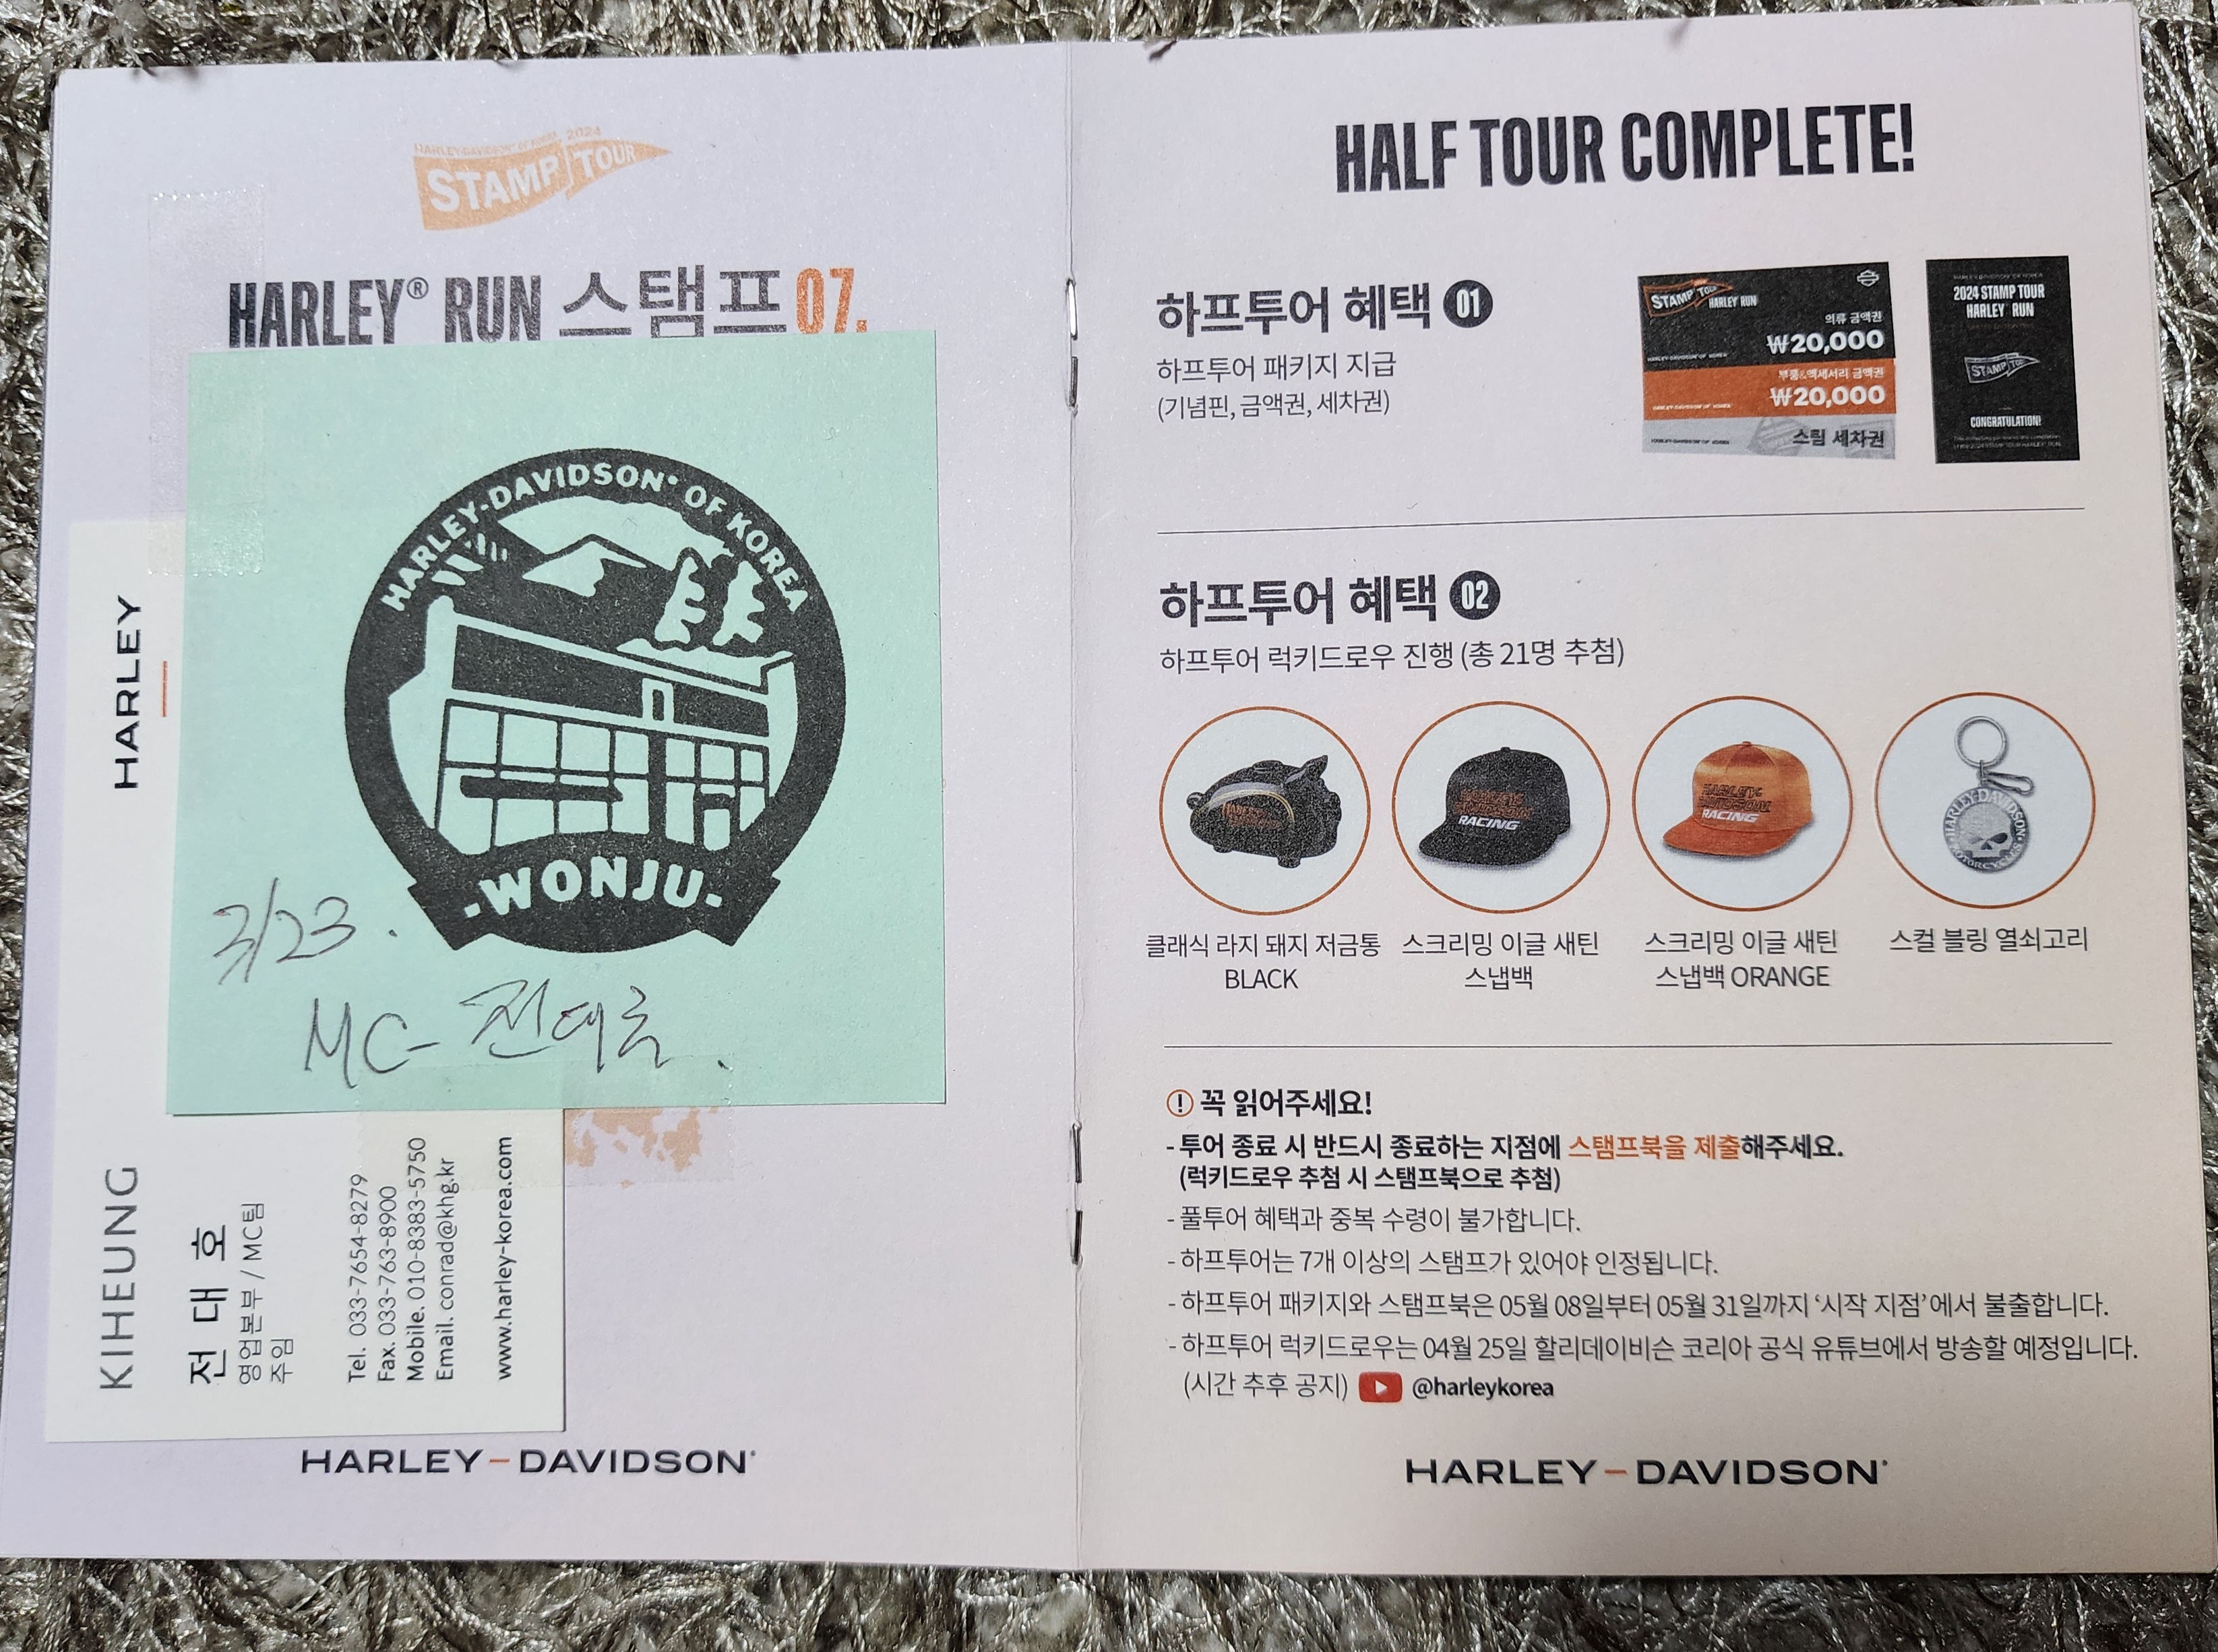 HARLEY-DAVIDSON® OF KOREA 2024
STAMP TOUR
HARLEY® RUN 스탬프 07.
HARLEY-DAVIDSON® OF KOREA
-WONJU-
3/23.
MC- 전대호.
HARLEY
KIHEUNG
전 대 호
영업본부 / MC팀
주임
Tel. 033-7654-8279
Fax. 033-763-8900
Mobile. 010-8383-5750
Email. conrad@khg.kr
www.harley-korea.com
HARLEY-DAVIDSON®
HALF TOUR COMPLETE!
하프투어 혜택 01
하프투어 패키지 지급
(기념핀, 금액권, 세차권)
STAMP TOUR HARLEY® RUN
의류 금액권
₩20,000
HARLEY-DAVIDSON® OF KOREA
부품&액세서리 금액권
₩20,000
HARLEY-DAVIDSON® OF KOREA
스팀 세차권
HARLEY-DAVIDSON® OF KOREA
2024 STAMP TOUR
HARLEY® RUN
STAMP TOUR
CONGRATULATION!
하프투어 혜택 02
하프투어 럭키드로우 진행 (총 21명 추첨)
RACING
HARLEY-DAVIDSON RACING
HARLEY-DAVIDSON MOTORCYCLES
클래식 라지 돼지 저금통
BLACK
스크리밍 이글 새틴
스냅백
스크리밍 이글 새틴
스냅백 ORANGE
스컬 블링 열쇠고리
! 꼭 읽어주세요!
- 투어 종료 시 반드시 종료하는 지점에 스탬프북을 제출해주세요.
(럭키드로우 추첨 시 스탬프북으로 추첨)
- 풀투어 혜택과 중복 수령이 불가합니다.
- 하프투어는 7개 이상의 스탬프가 있어야 인정됩니다.
- 하프투어 패키지와 스탬프북은 05월 08일부터 05월 31일까지 ‘시작 지점’에서 불출합니다.
- 하프투어 럭키드로우는 04월 25일 할리데이비슨 코리아 공식 유튜브에서 방송할 예정입니다.
(시간 추후 공지) @harleykorea
HARLEY-DAVIDSON®